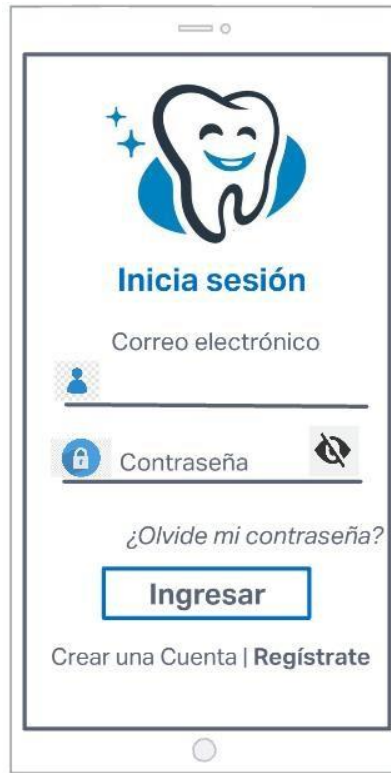 Inicia sesión
Correo electrónico
Contraseña
¿Olvide mi contraseña?
Ingresar
Crear una Cuenta | Regístrate